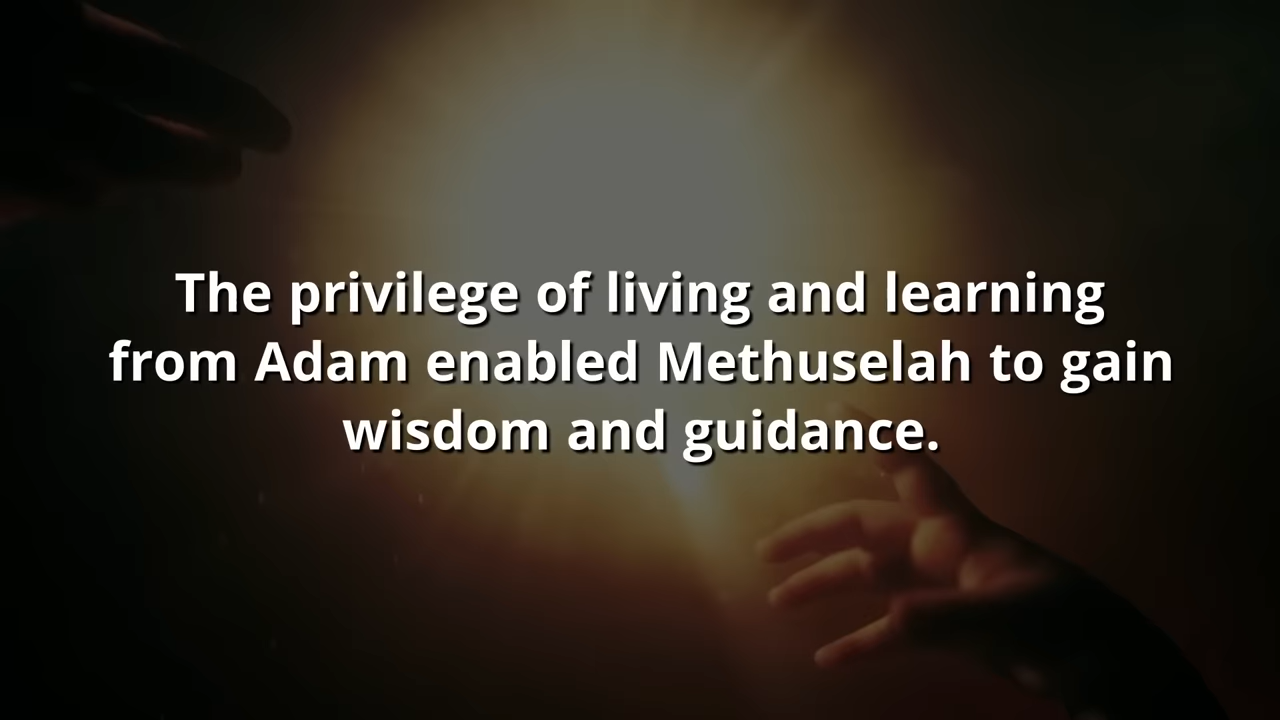 The privilege of living and learning
from Adam enabled Methuselah to gain
wisdom and guidance.